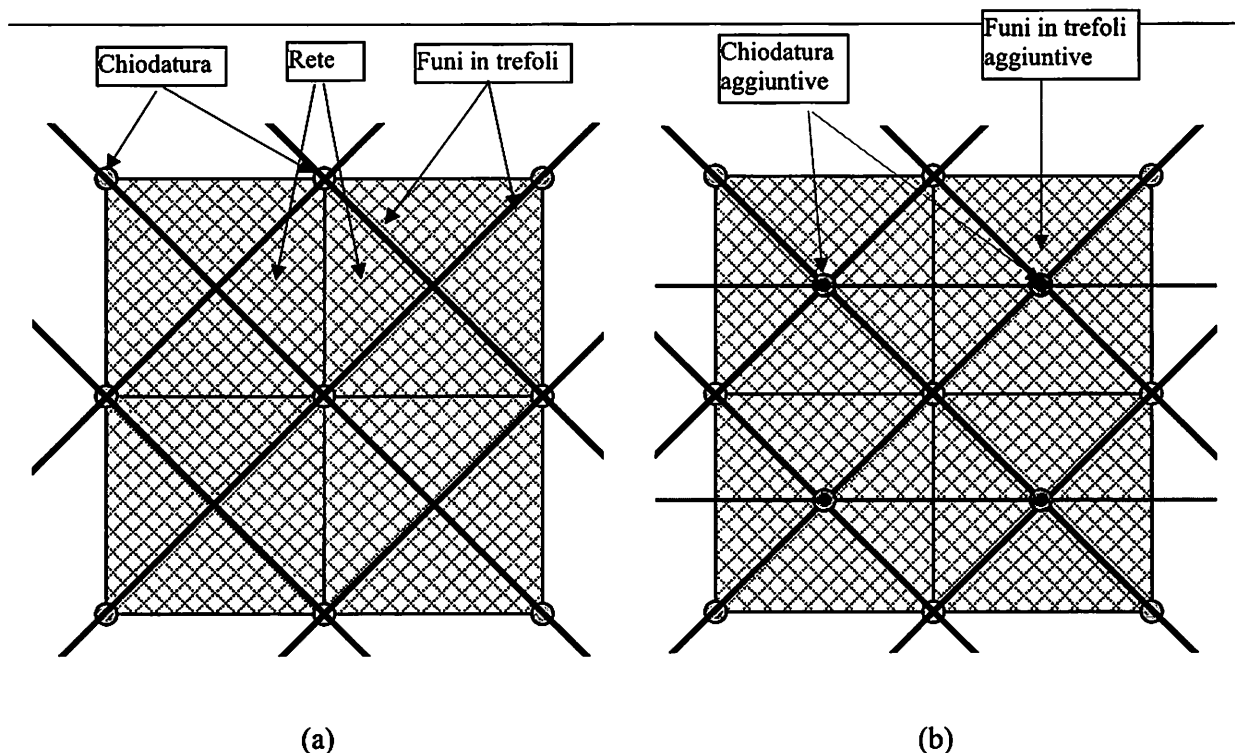 Chiodatura
Rete
Funi in trefoli
Chiodatura
aggiuntive
Funi in trefoli
aggiuntive
(a)
(b)